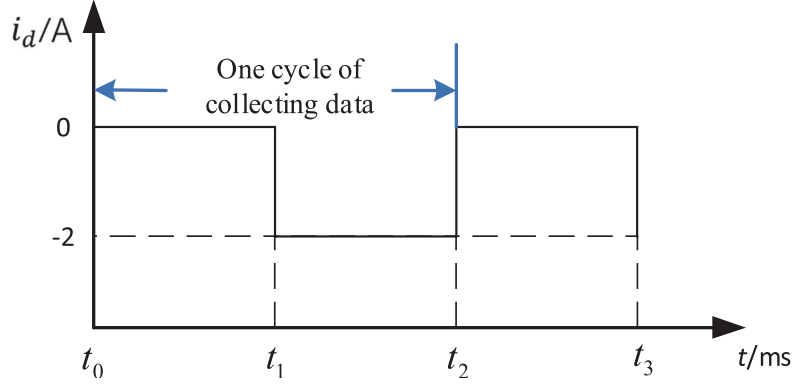 i_d/A
One cycle of
collecting data
0
-2
t_0 t_1 t_2 t_3 t/ms